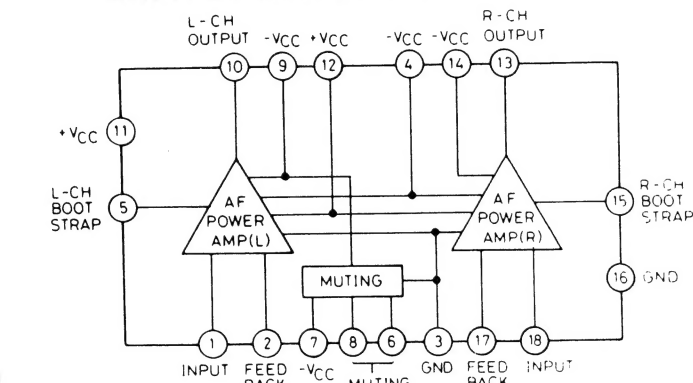 L-CH
OUTPUT
-VCC
+VCC
-VCC
-VCC
R-CH
OUTPUT
10
9
12
4
14
13
+VCC
11
L-CH
BOOT
STRAP
5
AF
POWER
AMP(L)
AF
POWER
AMP(R)
15
R-CH
BOOT
STRAP
MUTING
16
GND
1
2
7
8
6
3
17
18
INPUT
FEED
BACK
-VCC
MUTING
GND
FEED
BACK
INPUT